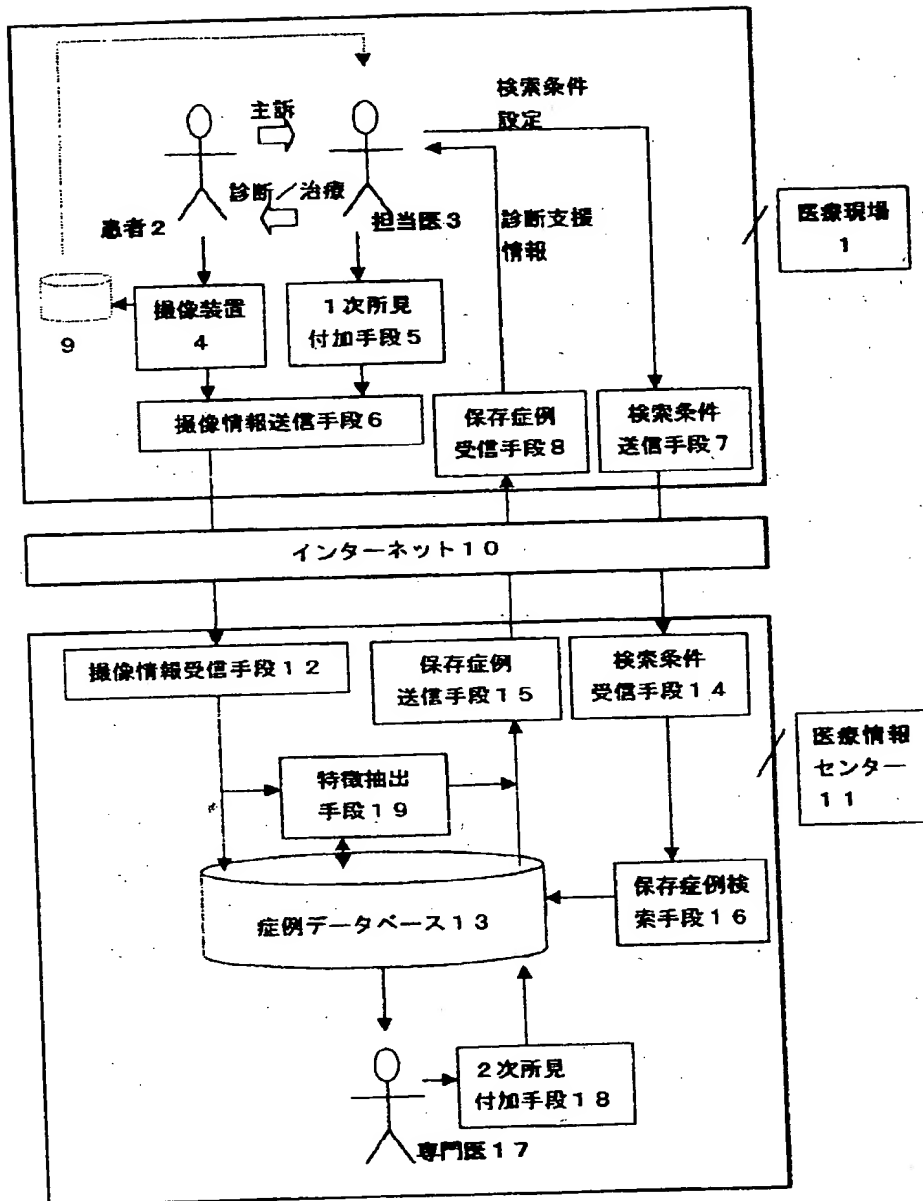 主訴
検索条件
設定
診断／治療
患者２
担当医３
診断支援
情報
医療現場
１
９
撮像装置
４
１次所見
付加手段５
撮像情報送信手段６
保存症例
受信手段８
検索条件
送信手段７
インターネット１０
撮像情報受信手段１２
保存症例
送信手段１５
検索条件
受信手段１４
医療情報
センター
１１
特徴抽出
手段１９
症例データベース１３
保存症例検
索手段１６
２次所見
付加手段１８
専門医１７